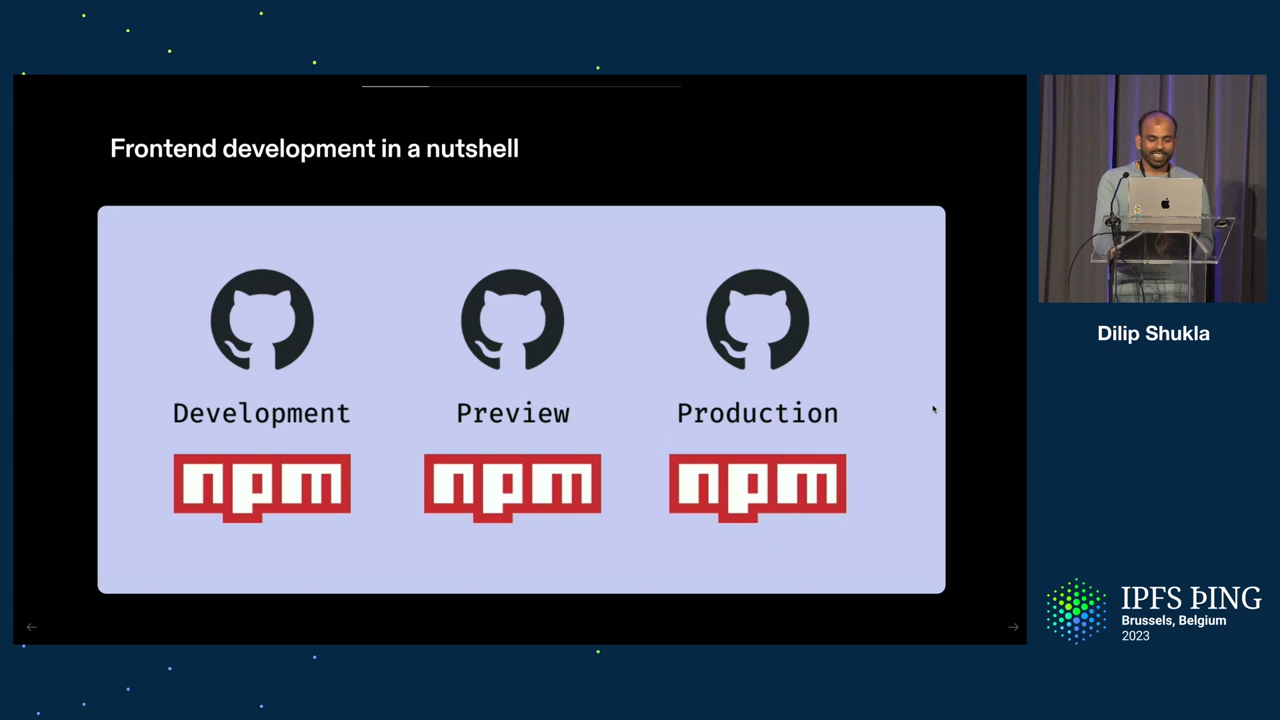 Frontend development in a nutshell
Development
Preview
Production
npm
npm
npm
Dilip Shukla
IPFS ÞING
Brussels, Belgium
2023